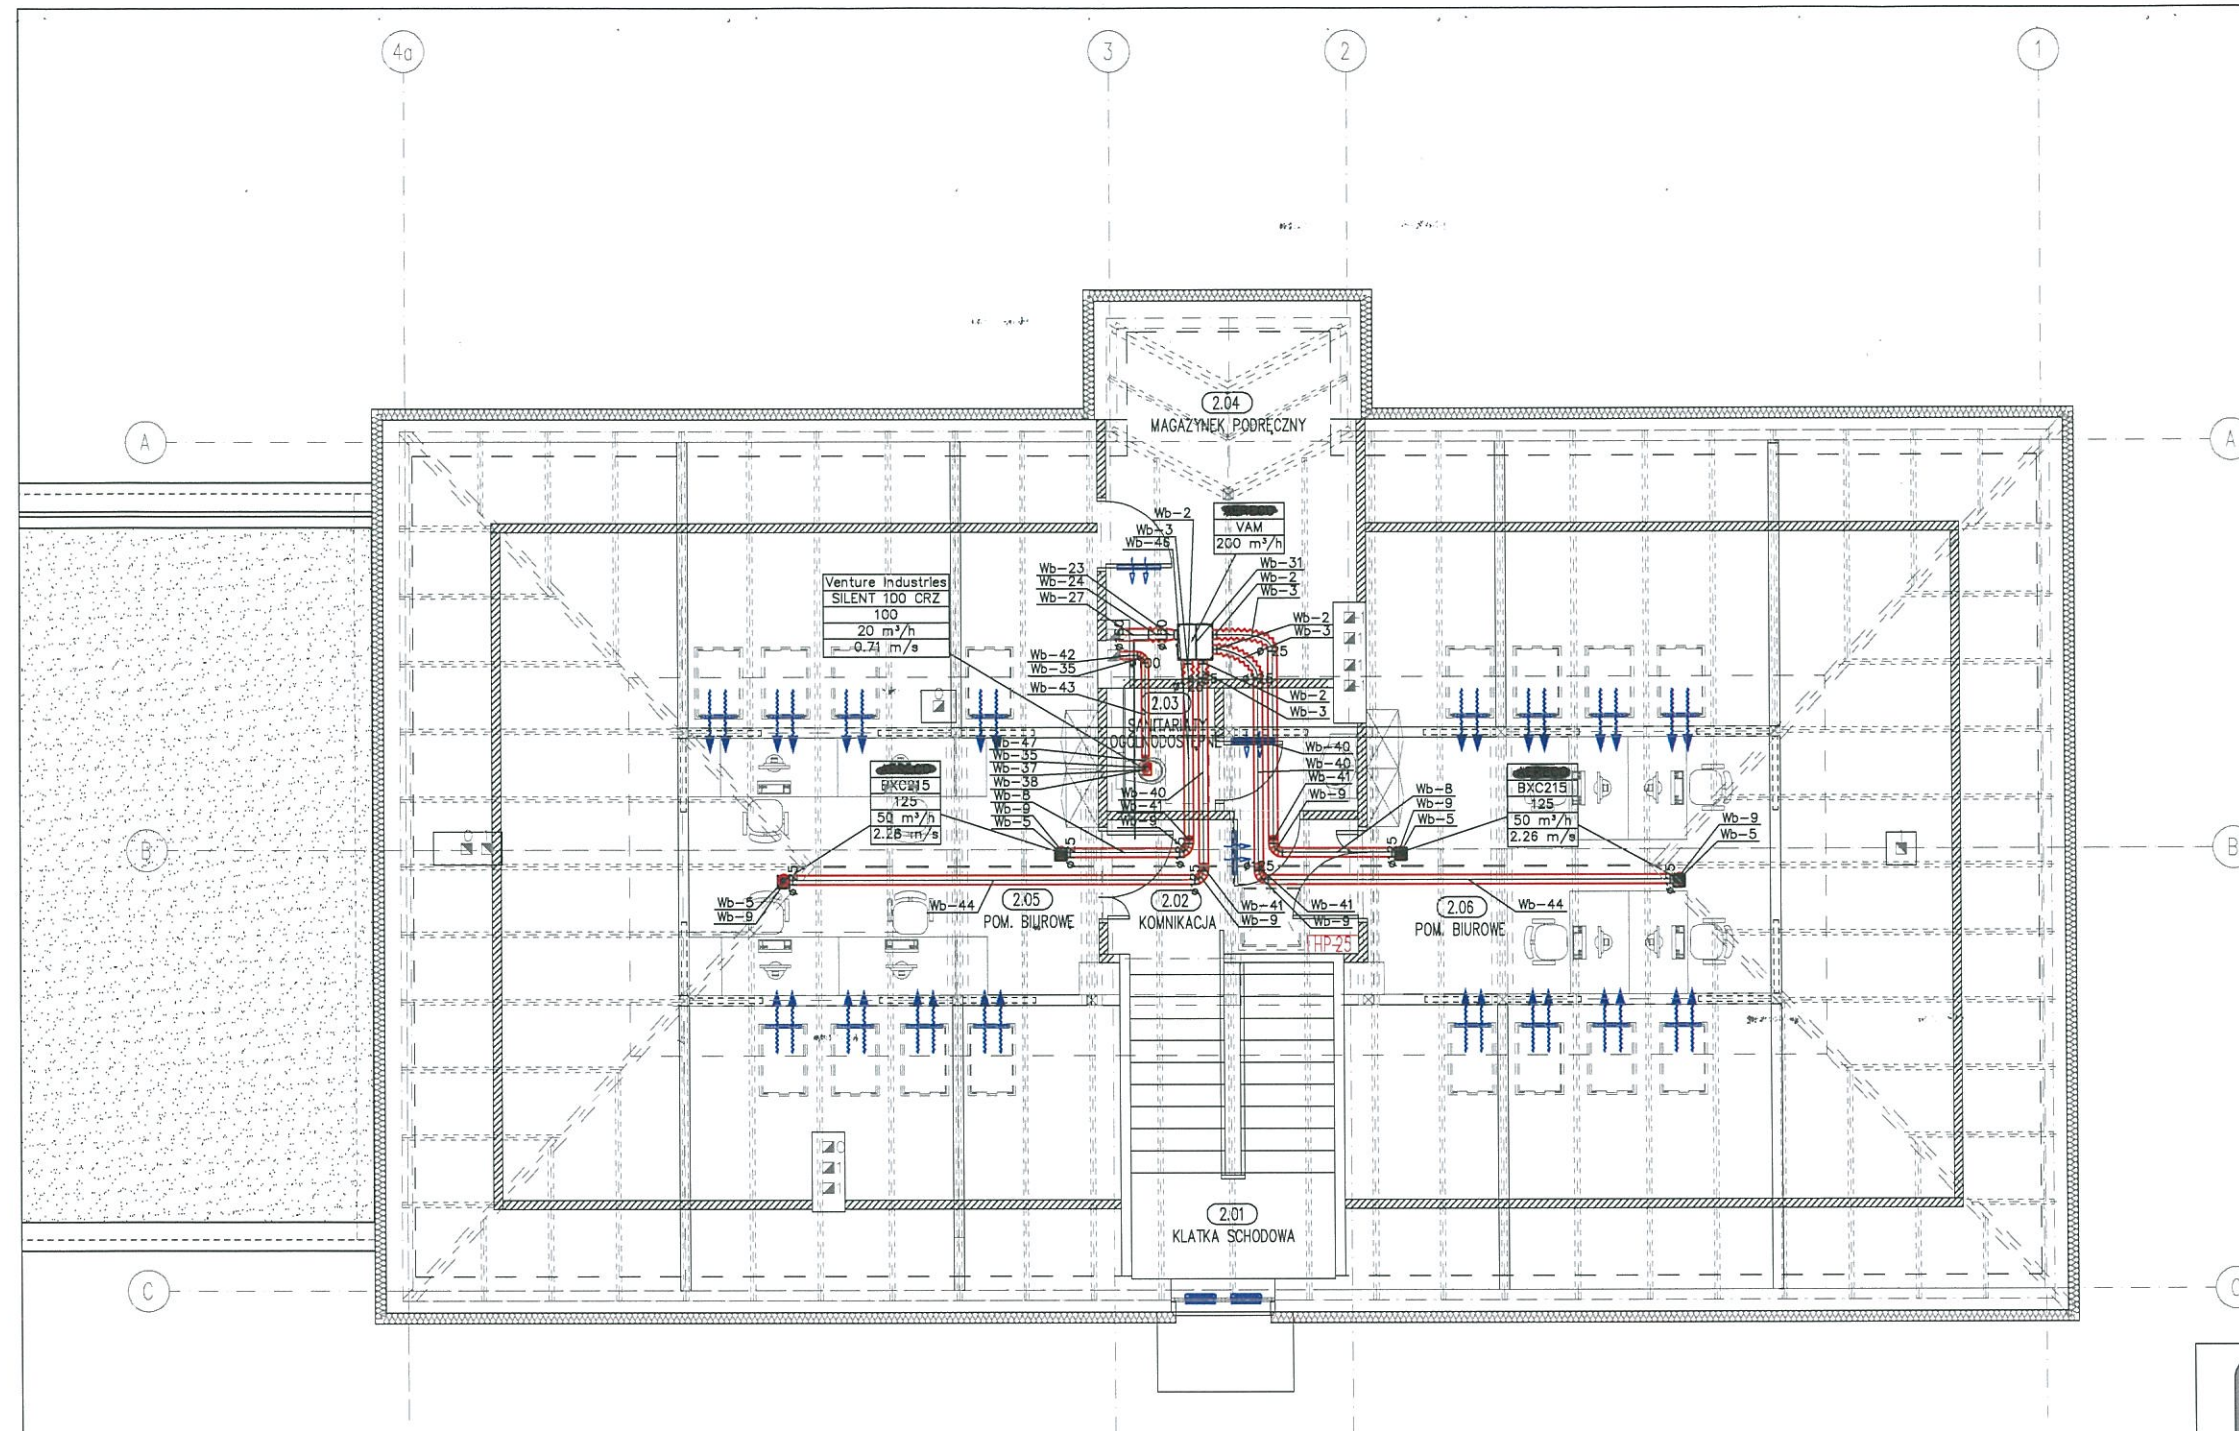 4a
3
2
1
A
A
2.04
MAGAZYNEK PODRĘCZNY
Wb-2
Wb-3
Wb-46
VAM
200 m³/h
Wb-23
Wb-24
Wb-27
Wb-31
Wb-2
Wb-3
Venture Industries
SILENT 100 CRZ
100
20 m³/h
0.71 m/s
Wb-2
Wb-3
Wb-42
Wb-35
Wb-43
2.03
SANITARIATY
OGÓLNODOSTĘPNE
Wb-2
Wb-3
Wb-47
Wb-35
Wb-37
Wb-38
Wb-8
Wb-9
Wb-5
Wb-40
Wb-40
Wb-41
Wb-9
Wb-40
Wb-41
Wb-9
BXC215
125
50 m³/h
2.26 m/s
Wb-8
Wb-9
Wb-5
BXC215
125
50 m³/h
2.26 m/s
Wb-9
Wb-5
B
B
Wb-5
Wb-9
Wb-44
2.05
POM. BIUROWE
2.02
KOMNIKACJA
Wb-41
Wb-9
Wb-41
Wb-9
2.06
POM. BIUROWE
Wb-44
HP-25
2.01
KLATKA SCHODOWA
C